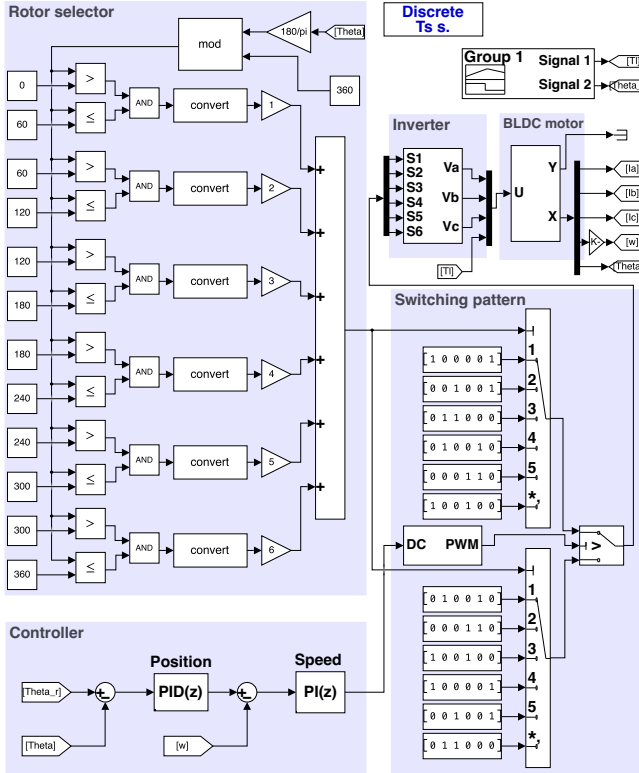 Rotor selector
mod
180/pi
[Theta]
360
0
>
60
≤
AND
convert
1
60
>
120
≤
AND
convert
2
120
>
180
≤
AND
convert
3
180
>
240
≤
AND
convert
4
240
>
300
≤
AND
convert
5
300
>
360
≤
AND
convert
6
Discrete
Ts s.
Group 1
Signal 1
Signal 2
[Tl
Theta_
Inverter
S1
S2
S3
S4
S5
S6
Va
Vb
Vc
[Tl]
BLDC motor
U
Y
X
[Ia]
[Ib]
[Ic]
K-
[w]
[Theta
Switching pattern
[1 0 0 0 0 1]
[0 0 1 0 0 1]
[0 1 1 0 0 0]
[0 1 0 0 1 0]
[0 0 0 1 1 0]
[1 0 0 1 0 0]
1
2
3
4
5
*,
DC PWM
>
[0 1 0 0 1 0]
[0 0 0 1 1 0]
[1 0 0 1 0 0]
[1 0 0 0 0 1]
[0 0 1 0 0 1]
[0 1 1 0 0 0]
1
2
3
4
5
*,
Controller
[Theta_r]
[Theta]
Position
PID(z)
[w]
Speed
PI(z)